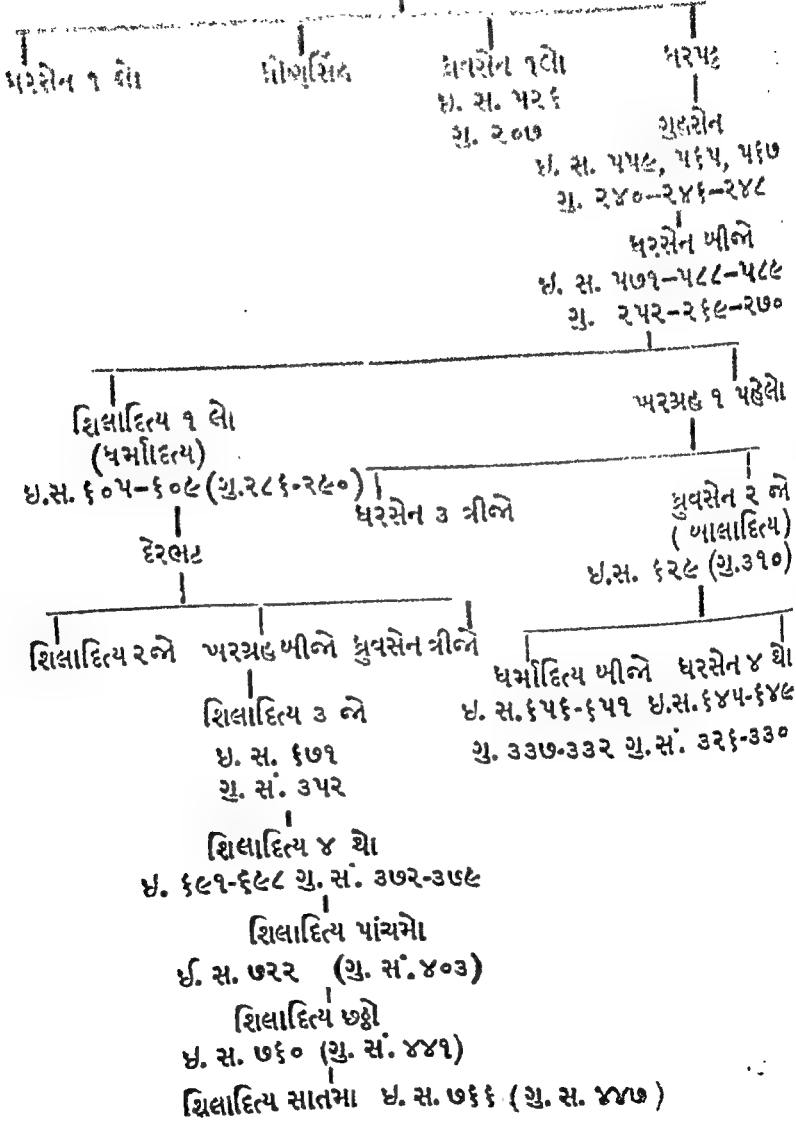 ધરસેન ૧ લો દ્રોણસિંહ ધ્રુવસેન ૧લો ધરપટ્ટ
ઇ. સ. ૫૨૬
ગુ. ૨૦૭
ગુહસેન
ઇ. સ. ૫૫૯, ૫૬૫, ૫૬૭
ગુ. ૨૪૦–૨૪૬–૨૪૮
ધરસેન બીજો
ઇ. સ. ૫૭૧–૫૮૮–૫૮૯
ગુ. ૨૫૨–૨૬૯–૨૭૦
શિલાદિત્ય ૧ લો
(ધર્માદિત્ય)
ઇ.સ. ૬૦૫–૬૦૯ (ગુ.૨૮૬-૨૯૦)
ખરગ્રહ ૧ પહેલો
ધરસેન ૩ ત્રીજો
ધ્રુવસેન ૨ જો
(બાલાદિત્ય)
ઇ.સ. ૬૨૯ (ગુ.૩૧૦)
દેરભટ
શિલાદિત્ય ૨જો ખરગ્રહ બીજો ધ્રુવસેન ત્રીજો
ધર્માદિત્ય બીજો ધરસેન ૪ થો
ઇ. સ.૬૫૬-૬૫૧ ઇ.સ.૬૪૫-૬૪૯
ગુ. ૩૩૭-૩૩૨ ગુ.સં. ૩૨૬-૩૩૦
શિલાદિત્ય ૩ જો
ઇ. સ. ૬૭૧
ગુ. સં. ૩૫૨
શિલાદિત્ય ૪ થો
ઇ. ૬૯૧-૬૯૮ ગુ. સં. ૩૭૨-૩૭૯
શિલાદિત્ય પાંચમો
ઈ. સ. ૭૨૨ (ગુ. સં.૪૦૩)
શિલાદિત્ય છઠ્ઠો
ઇ. સ. ૭૬૦ (ગુ. સં. ૪૪૧)
શિલાદિત્ય સાતમા ઇ. સ. ૭૬૬ (ગુ. સ. ૪૪૭)